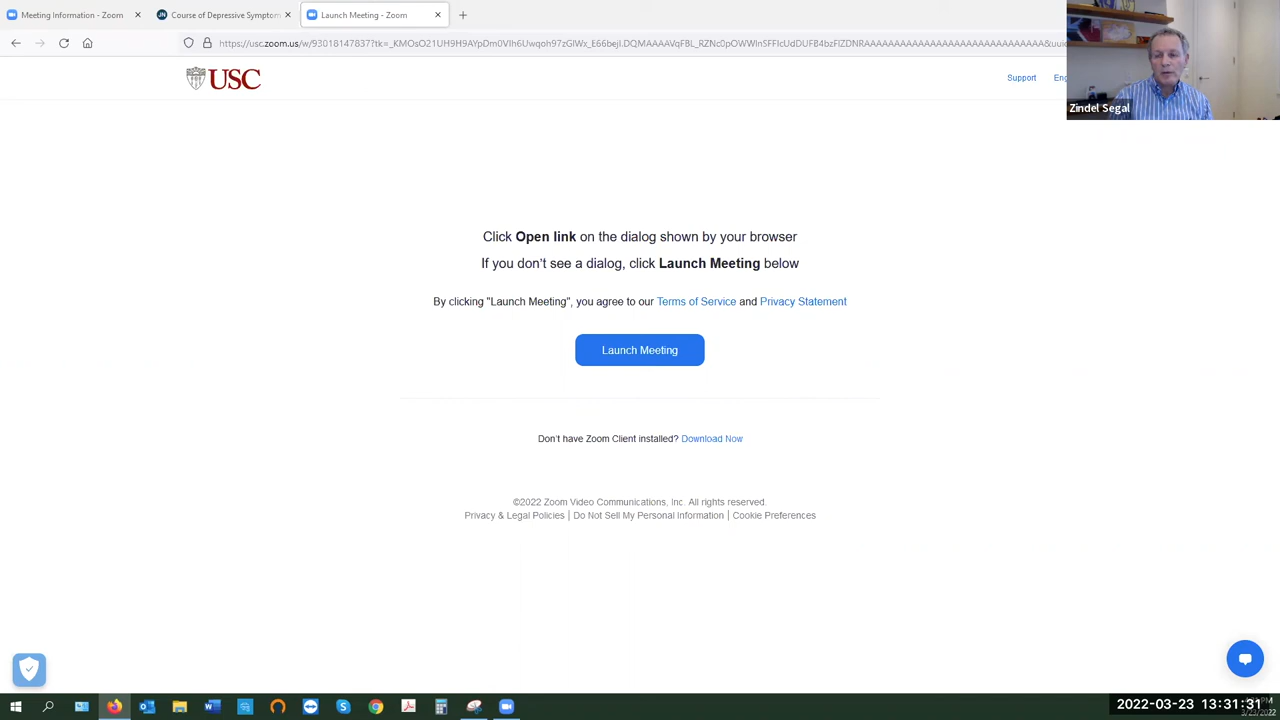 Meeting Information - Zoom
Course of Depressive Symptom
Launch Meeting - Zoom
USC
Support
Eng
Zindel Segal
Click Open link on the dialog shown by your browser
If you don't see a dialog, click Launch Meeting below
By clicking "Launch Meeting", you agree to our Terms of Service and Privacy Statement
Launch Meeting
Don't have Zoom Client installed? Download Now
©2022 Zoom Video Communications, Inc. All rights reserved.
Privacy & Legal Policies | Do Not Sell My Personal Information | Cookie Preferences
2022-03-23 13:31:31
3/23/2022